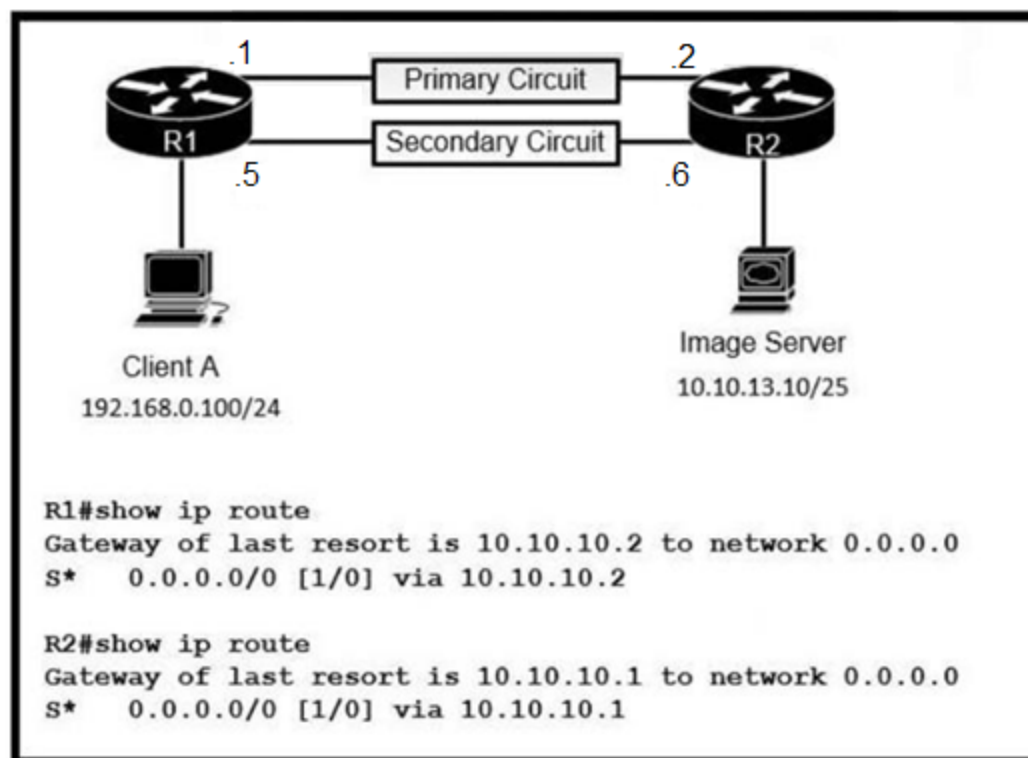 .1
Primary Circuit
.2
R1
Secondary Circuit
R2
.5
.6
Client A
192.168.0.100/24
Image Server
10.10.13.10/25
R1#show ip route
Gateway of last resort is 10.10.10.2 to network 0.0.0.0
S* 0.0.0.0/0 [1/0] via 10.10.10.2
R2#show ip route
Gateway of last resort is 10.10.10.1 to network 0.0.0.0
S* 0.0.0.0/0 [1/0] via 10.10.10.1